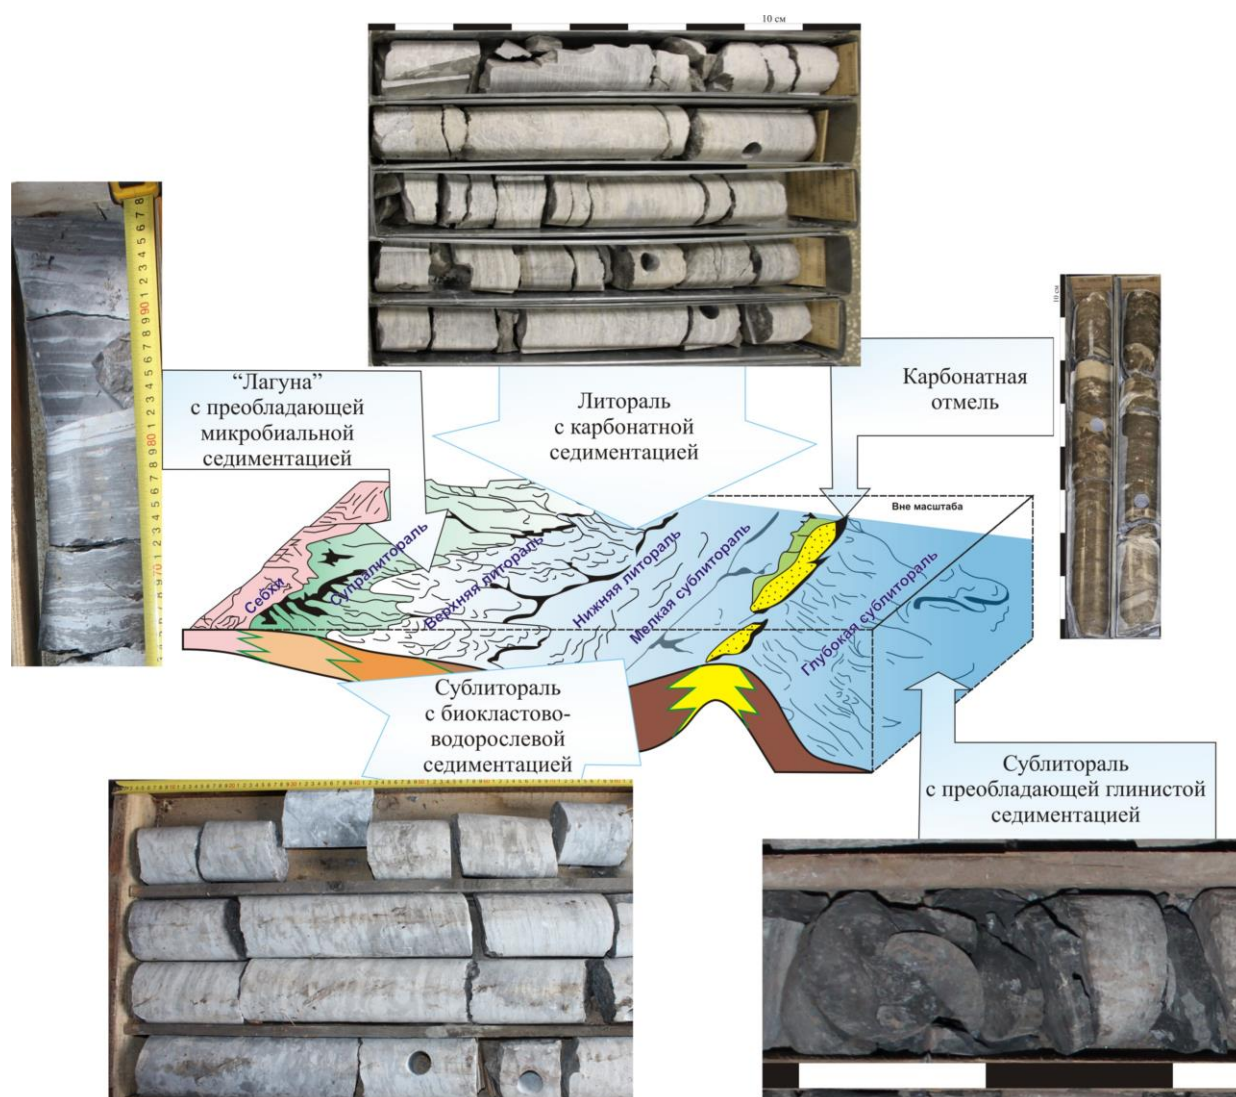 10 см
10 см
“Лагуна”
с преобладающей
микробиальной
седиментацией
Литораль
с карбонатной
седиментацией
Карбонатная
отмель
Вне масштаба
Себхи
Супралитораль
Верхняя литораль
Нижняя литораль
Мелкая сублитораль
Глубокая сублитораль
Сублитораль
с биокластово-
водорослевой
седиментацией
Сублитораль
с преобладающей глинистой
седиментацией